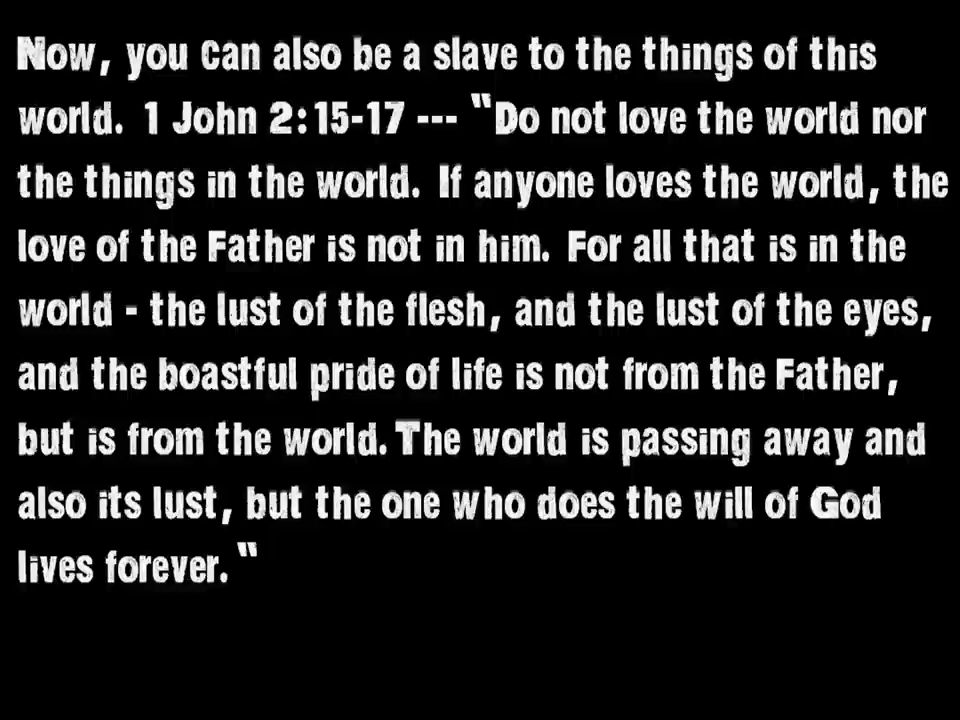 Now, you can also be a slave to the things of this
world. 1 John 2:15-17 --- "Do not love the world nor
the things in the world. If anyone loves the world, the
love of the Father is not in him. For all that is in the
world - the lust of the flesh, and the lust of the eyes,
and the boastful pride of life is not from the Father,
but is from the world. The world is passing away and
also its lust, but the one who does the will of God
lives forever."